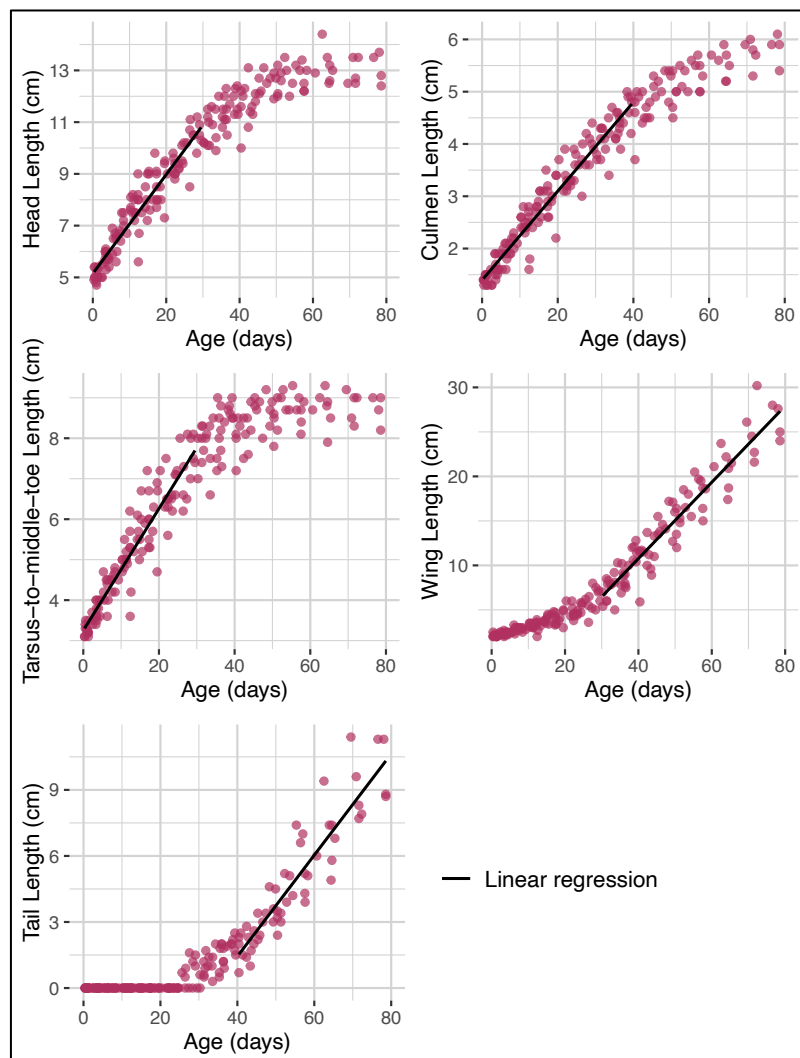 Head Length (cm)
13
11
9
7
5
0 20 40 60 80
Age (days)
Culmen Length (cm)
6
5
4
3
2
0 20 40 60 80
Age (days)
Tarsus-to-middle-toe Length (cm)
8
6
4
0 20 40 60 80
Age (days)
Wing Length (cm)
30
20
10
0 20 40 60 80
Age (days)
Tail Length (cm)
9
6
3
0
0 20 40 60 80
Age (days)
Linear regression